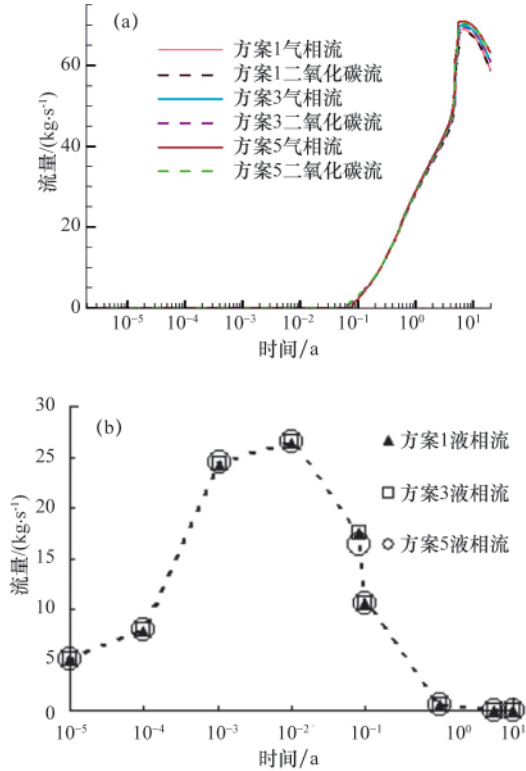 (a)
方案1气相流
方案1二氧化碳流
方案3气相流
方案3二氧化碳流
方案5气相流
方案5二氧化碳流
流量/(kg·s⁻¹)
60
40
20
0
10⁻⁵ 10⁻⁴ 10⁻³ 10⁻² 10⁻¹ 10⁰ 10¹
时间/a
(b)
方案1液相流
方案3液相流
方案5液相流
流量/(kg·s⁻¹)
30
25
20
15
10
5
0
10⁻⁵ 10⁻⁴ 10⁻³ 10⁻² 10⁻¹ 10⁰ 10¹
时间/a